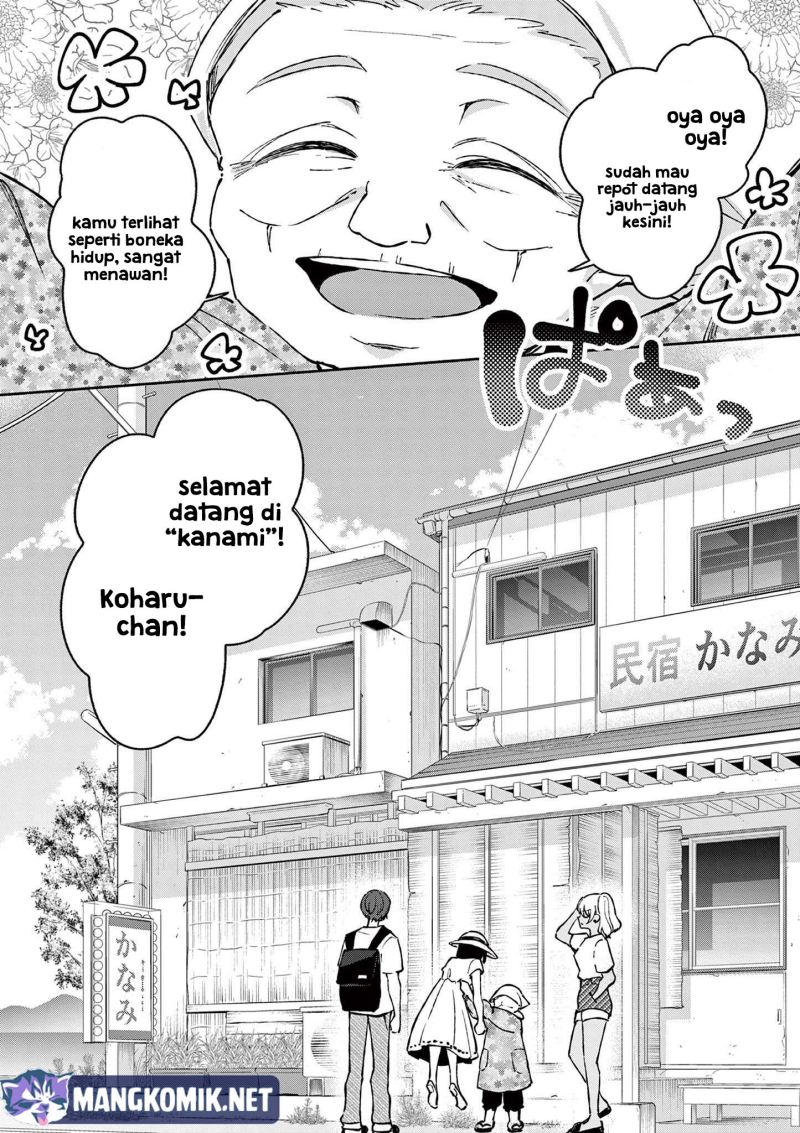 oya oya
oya!
sudah mau
repot datang
jauh-jauh
kesini!
kamu terlihat
seperti boneka
hidup, sangat
menawan!
ぱぁっ
selamat
datang di
“kanami”!
Koharu-
chan!
民宿 かなみ
かなみ
MANGKOMIK.NET